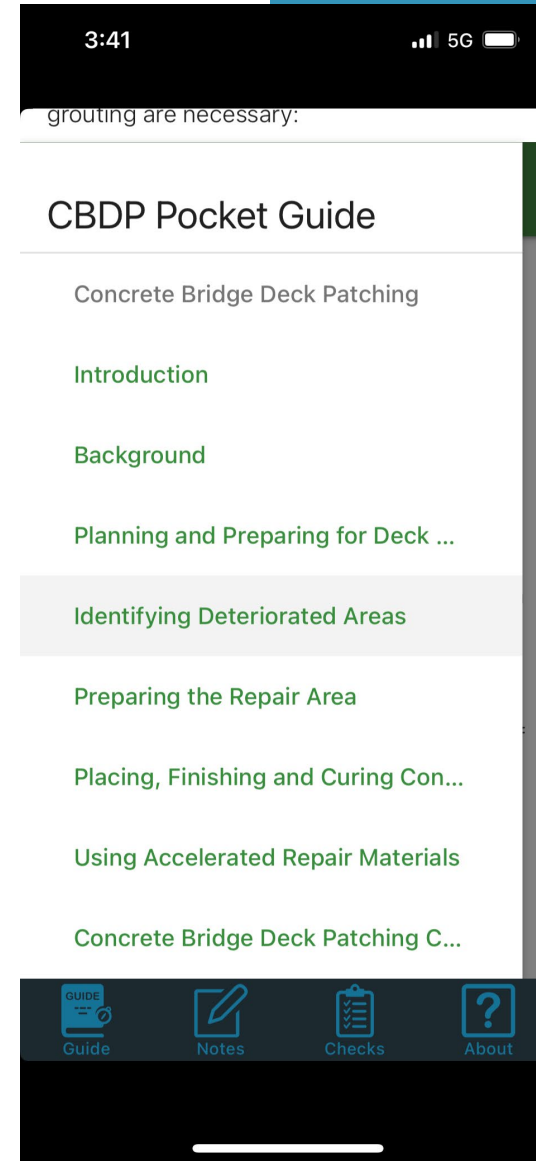 3:41
5G
grouting are necessary:
CBDP Pocket Guide
Concrete Bridge Deck Patching
Introduction
Background
Planning and Preparing for Deck ...
Identifying Deteriorated Areas
Preparing the Repair Area
Placing, Finishing and Curing Con...
Using Accelerated Repair Materials
Concrete Bridge Deck Patching C...
GUIDE
Guide
Notes
Checks
About